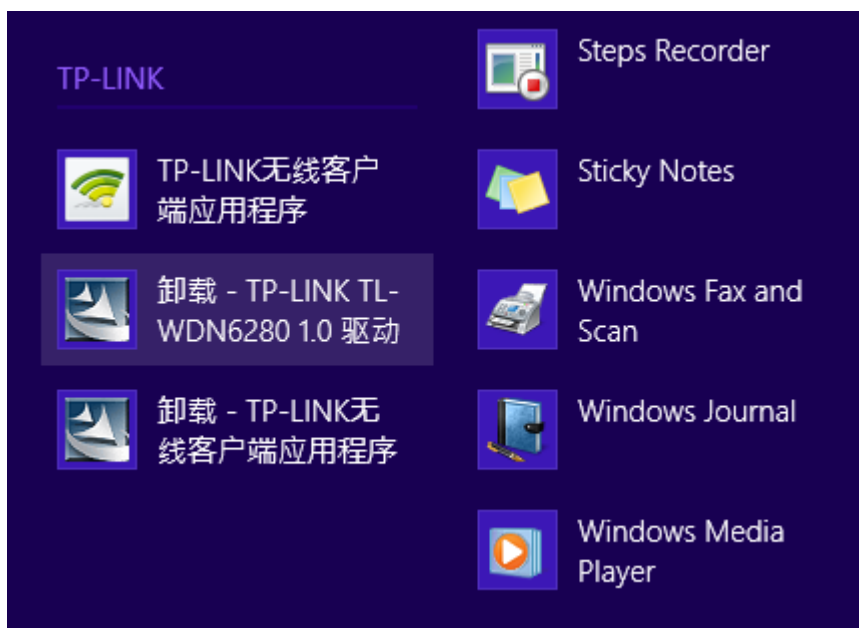 TP-LINK
TP-LINK无线客户
端应用程序
卸载 - TP-LINK TL-
WDN6280 1.0 驱动
卸载 - TP-LINK无
线客户端应用程序
Steps Recorder
Sticky Notes
Windows Fax and
Scan
Windows Journal
Windows Media
Player